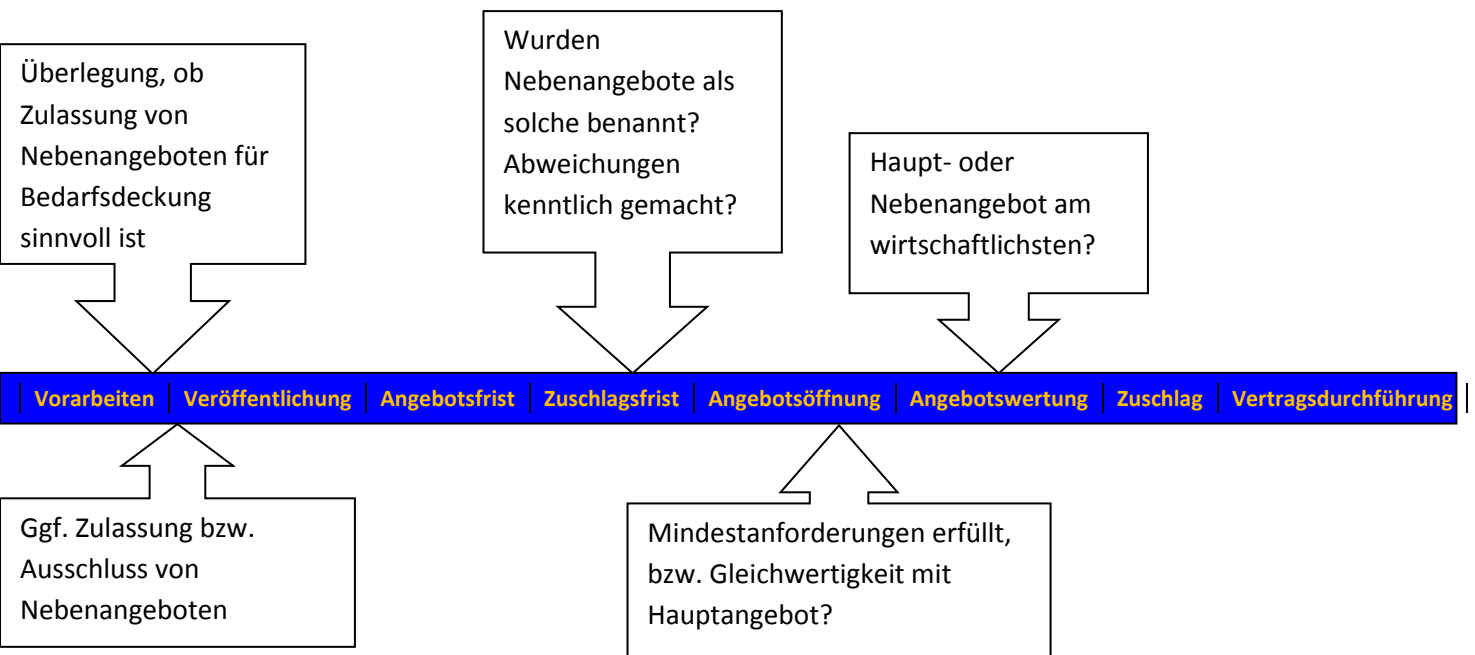 Überlegung, ob
Zulassung von
Nebenangeboten für
Bedarfsdeckung
sinnvoll ist
Wurden
Nebenangebote als
solche benannt?
Abweichungen
kenntlich gemacht?
Haupt- oder
Nebenangebot am
wirtschaftlichsten?
Vorarbeiten Veröffentlichung Angebotsfrist Zuschlagsfrist Angebotsöffnung Angebotswertung Zuschlag Vertragsdurchführung
Ggf. Zulassung bzw.
Ausschluss von
Nebenangeboten
Mindestanforderungen erfüllt,
bzw. Gleichwertigkeit mit
Hauptangebot?